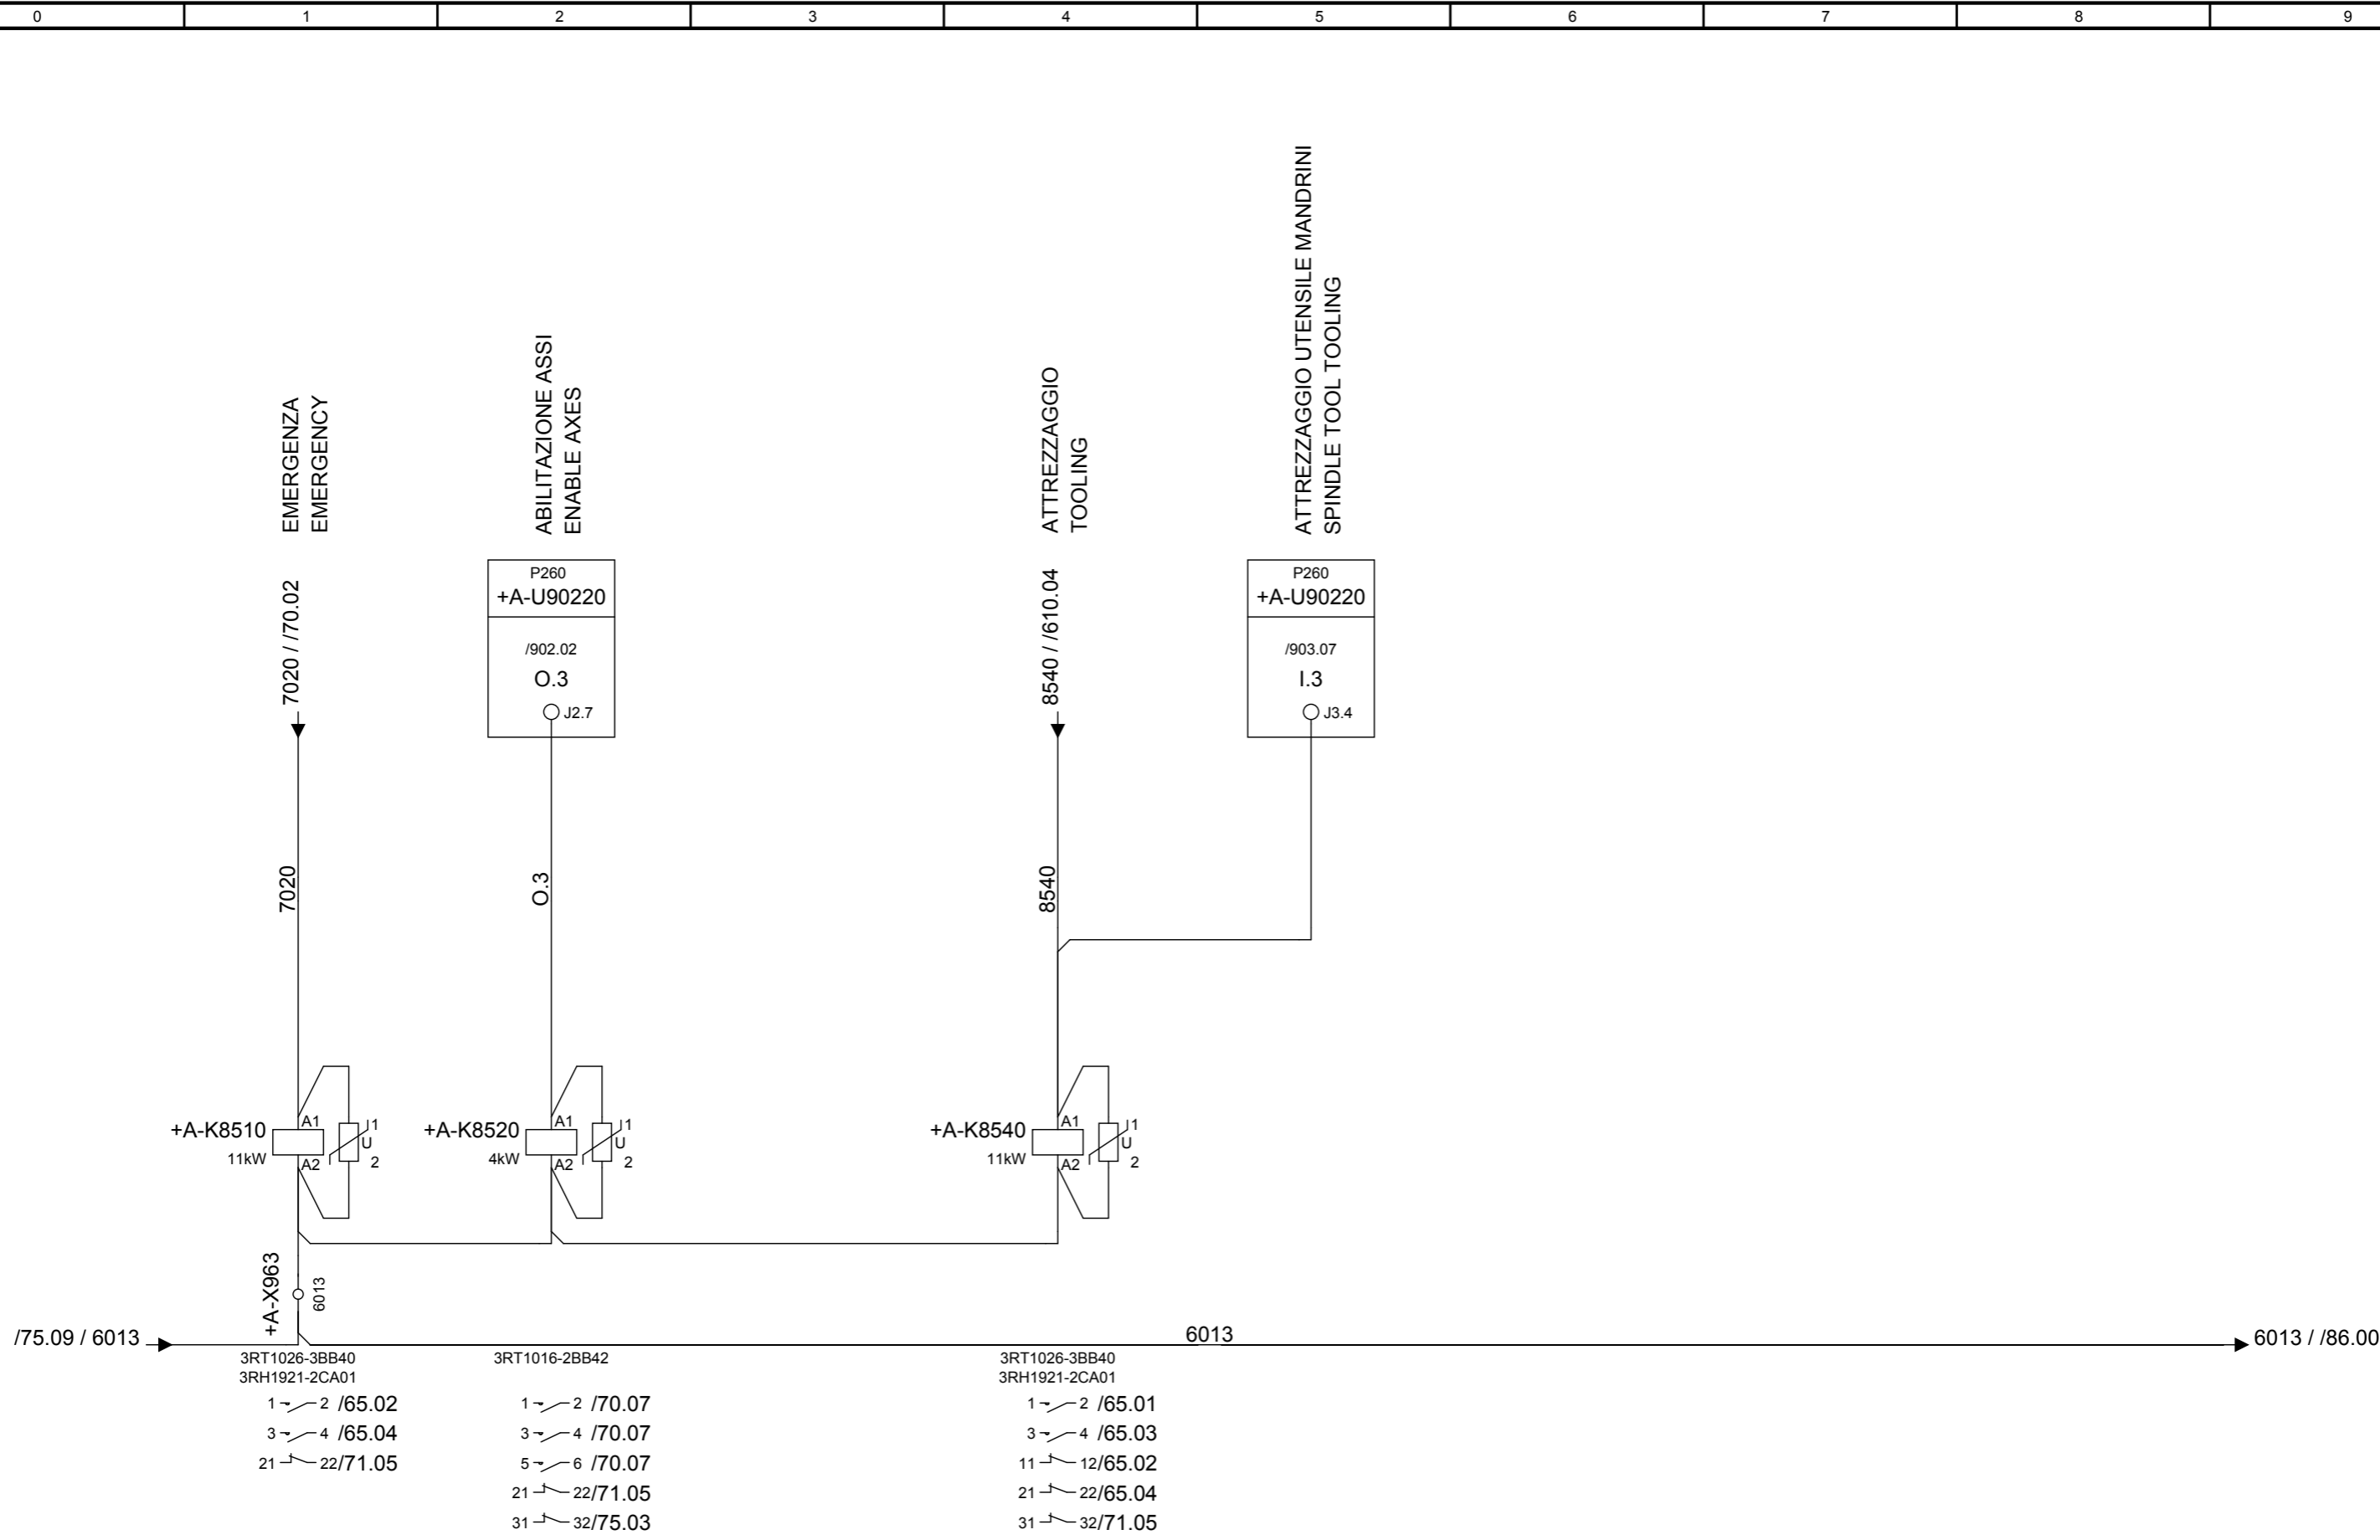 0 1 2 3 4 5 6 7 8 9
EMERGENZA
EMERGENCY
7020 / /70.02
7020
ABILITAZIONE ASSI
ENABLE AXES
P260
+A-U90220
/902.02
O.3
J2.7
O.3
ATTREZZAGGIO
TOOLING
8540 / /610.04
8540
ATTREZZAGGIO UTENSILE MANDRINI
SPINDLE TOOL TOOLING
P260
+A-U90220
/903.07
I.3
J3.4
+A-K8510
11kW
A1
A2
1
U
2
+A-K8520
4kW
A1
A2
1
U
2
+A-K8540
11kW
A1
A2
1
U
2
+A-X963
6013
/75.09 / 6013
6013
6013 / /86.00
3RT1026-3BB40
3RH1921-2CA01
1 2 /65.02
3 4 /65.04
21 22 /71.05
3RT1016-2BB42
1 2 /70.07
3 4 /70.07
5 6 /70.07
21 22 /71.05
31 32 /75.03
3RT1026-3BB40
3RH1921-2CA01
1 2 /65.01
3 4 /65.03
11 12 /65.02
21 22 /65.04
31 32 /71.05